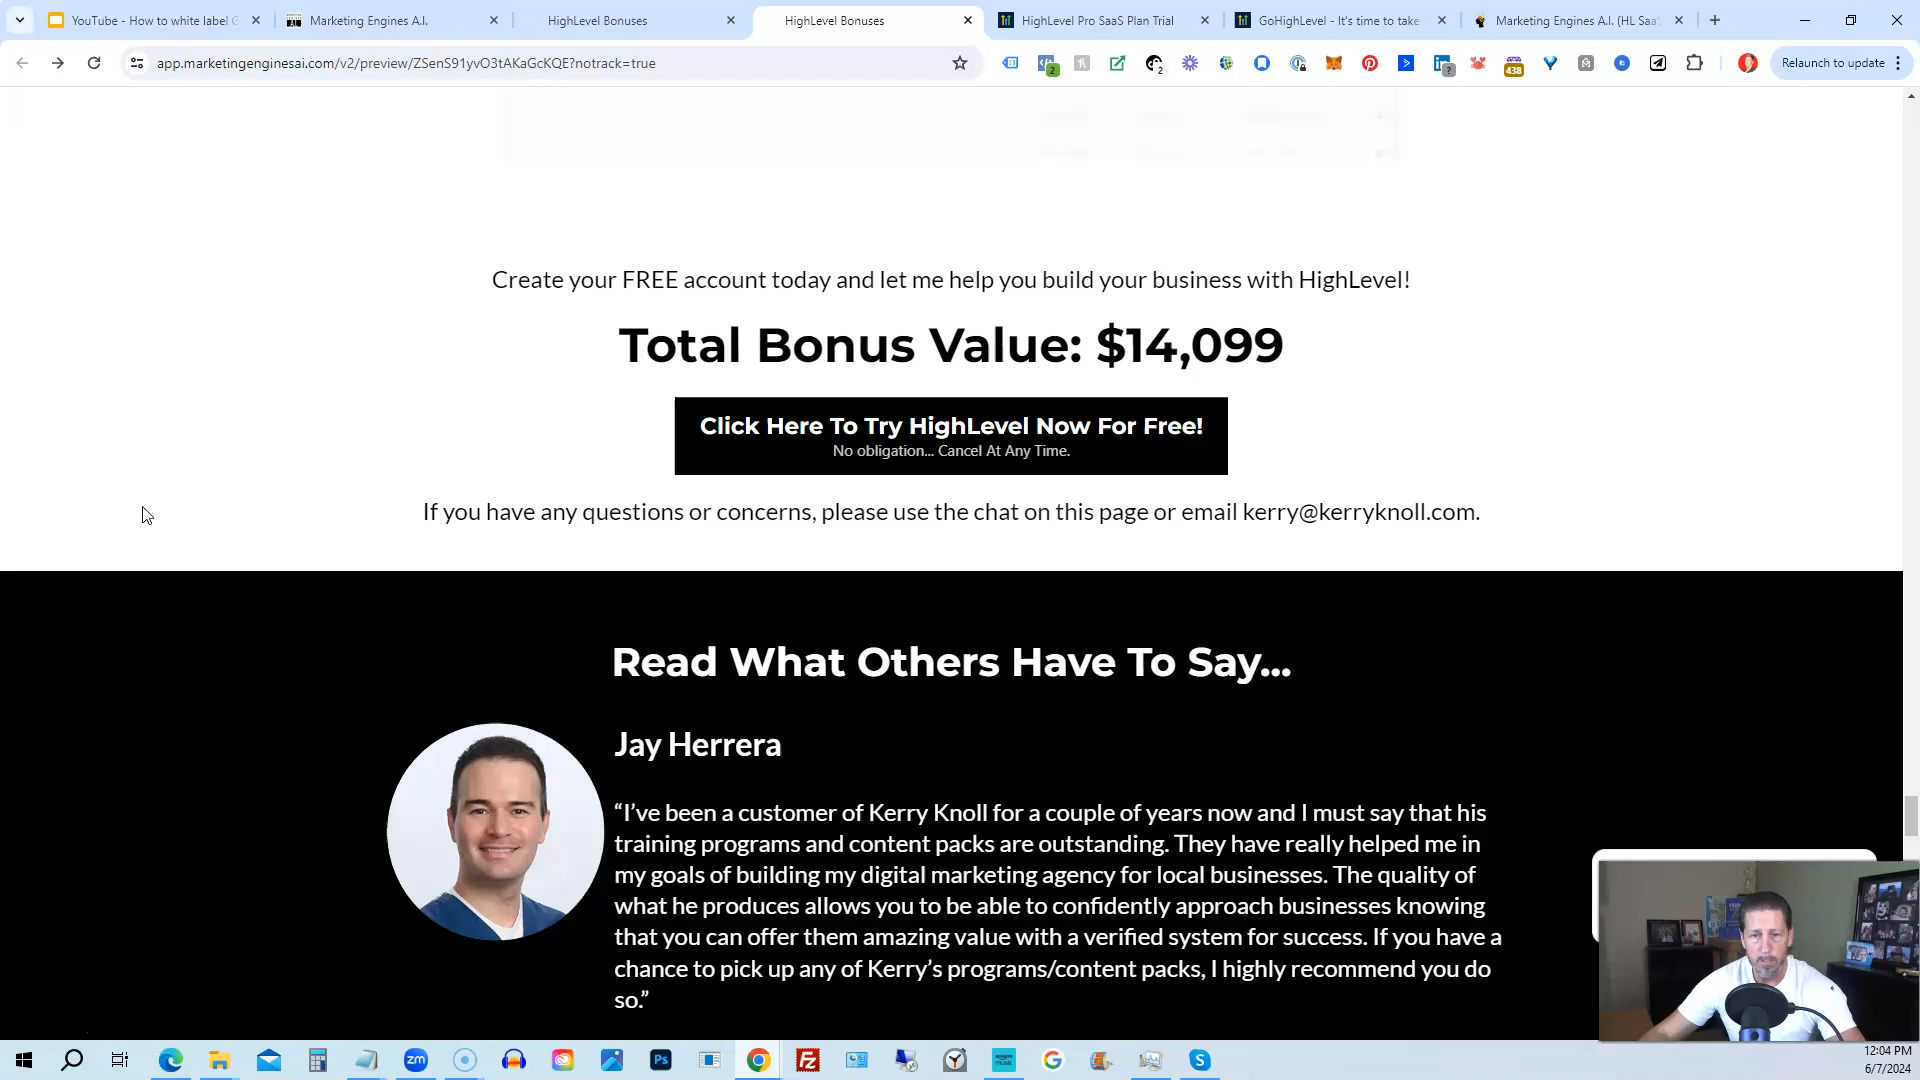 YouTube - How to white label G
Marketing Engines A.I.
HighLevel Bonuses
HighLevel Bonuses
HighLevel Pro SaaS Plan Trial
GoHighLevel - It's time to take
Marketing Engines A.I. (HL Saa
app.marketingenginesai.com/v2/preview/ZSenS91yvO3tAKaGcKQE?notrack=true
2
2
?
438
Relaunch to update
Create your FREE account today and let me help you build your business with HighLevel!
Total Bonus Value: $14,099
Click Here To Try HighLevel Now For Free!
No obligation... Cancel At Any Time.
If you have any questions or concerns, please use the chat on this page or email kerry@kerryknoll.com.
Read What Others Have To Say...
Jay Herrera
“I’ve been a customer of Kerry Knoll for a couple of years now and I must say that his
training programs and content packs are outstanding. They have really helped me in
my goals of building my digital marketing agency for local businesses. The quality of
what he produces allows you to be able to confidently approach businesses knowing
that you can offer them amazing value with a verified system for success. If you have a
chance to pick up any of Kerry’s programs/content packs, I highly recommend you do
so.”
zm
Ps
Fz
music
12:04 PM
6/7/2024